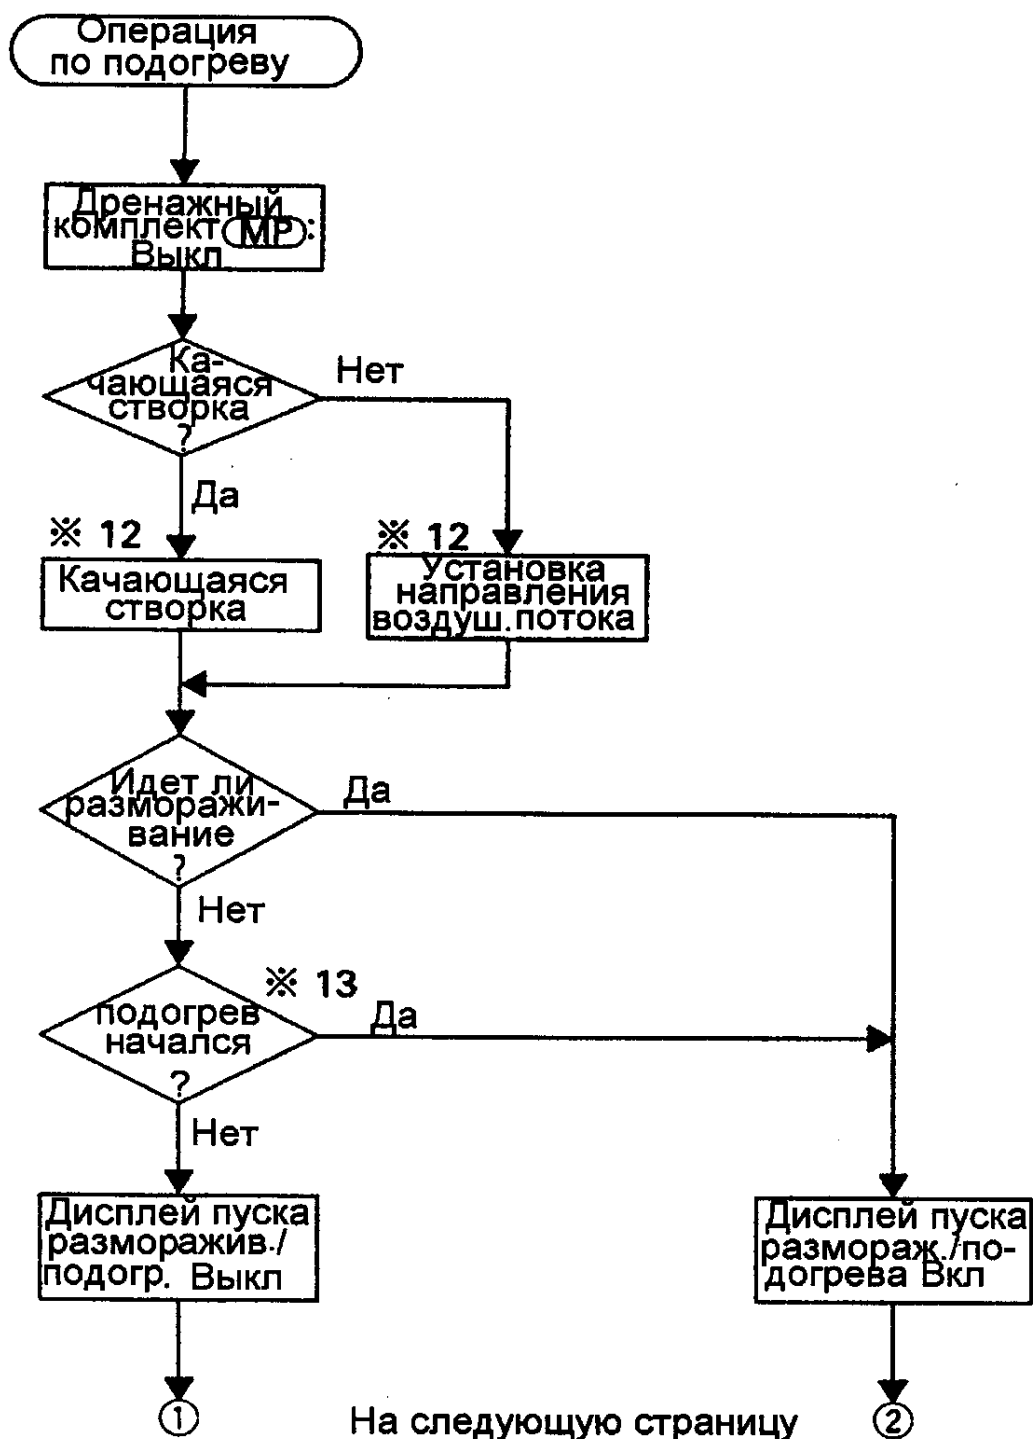 Операция
по подогреву
Дренажный
комплект (MP):
Выкл
Ка-
чающаяся
створка
?
Нет
Да
※ 12
※ 12
Качающаяся
створка
Установка
направления
воздуш.потока
Идет ли
разморажи-
вание
?
Да
Нет
※ 13
подогрев
начался
?
Да
Нет
Дисплей пуска
разморажив./
подогр. Выкл
Дисплей пуска
размораж./по-
догрева Вкл
①
На следующую страницу
②